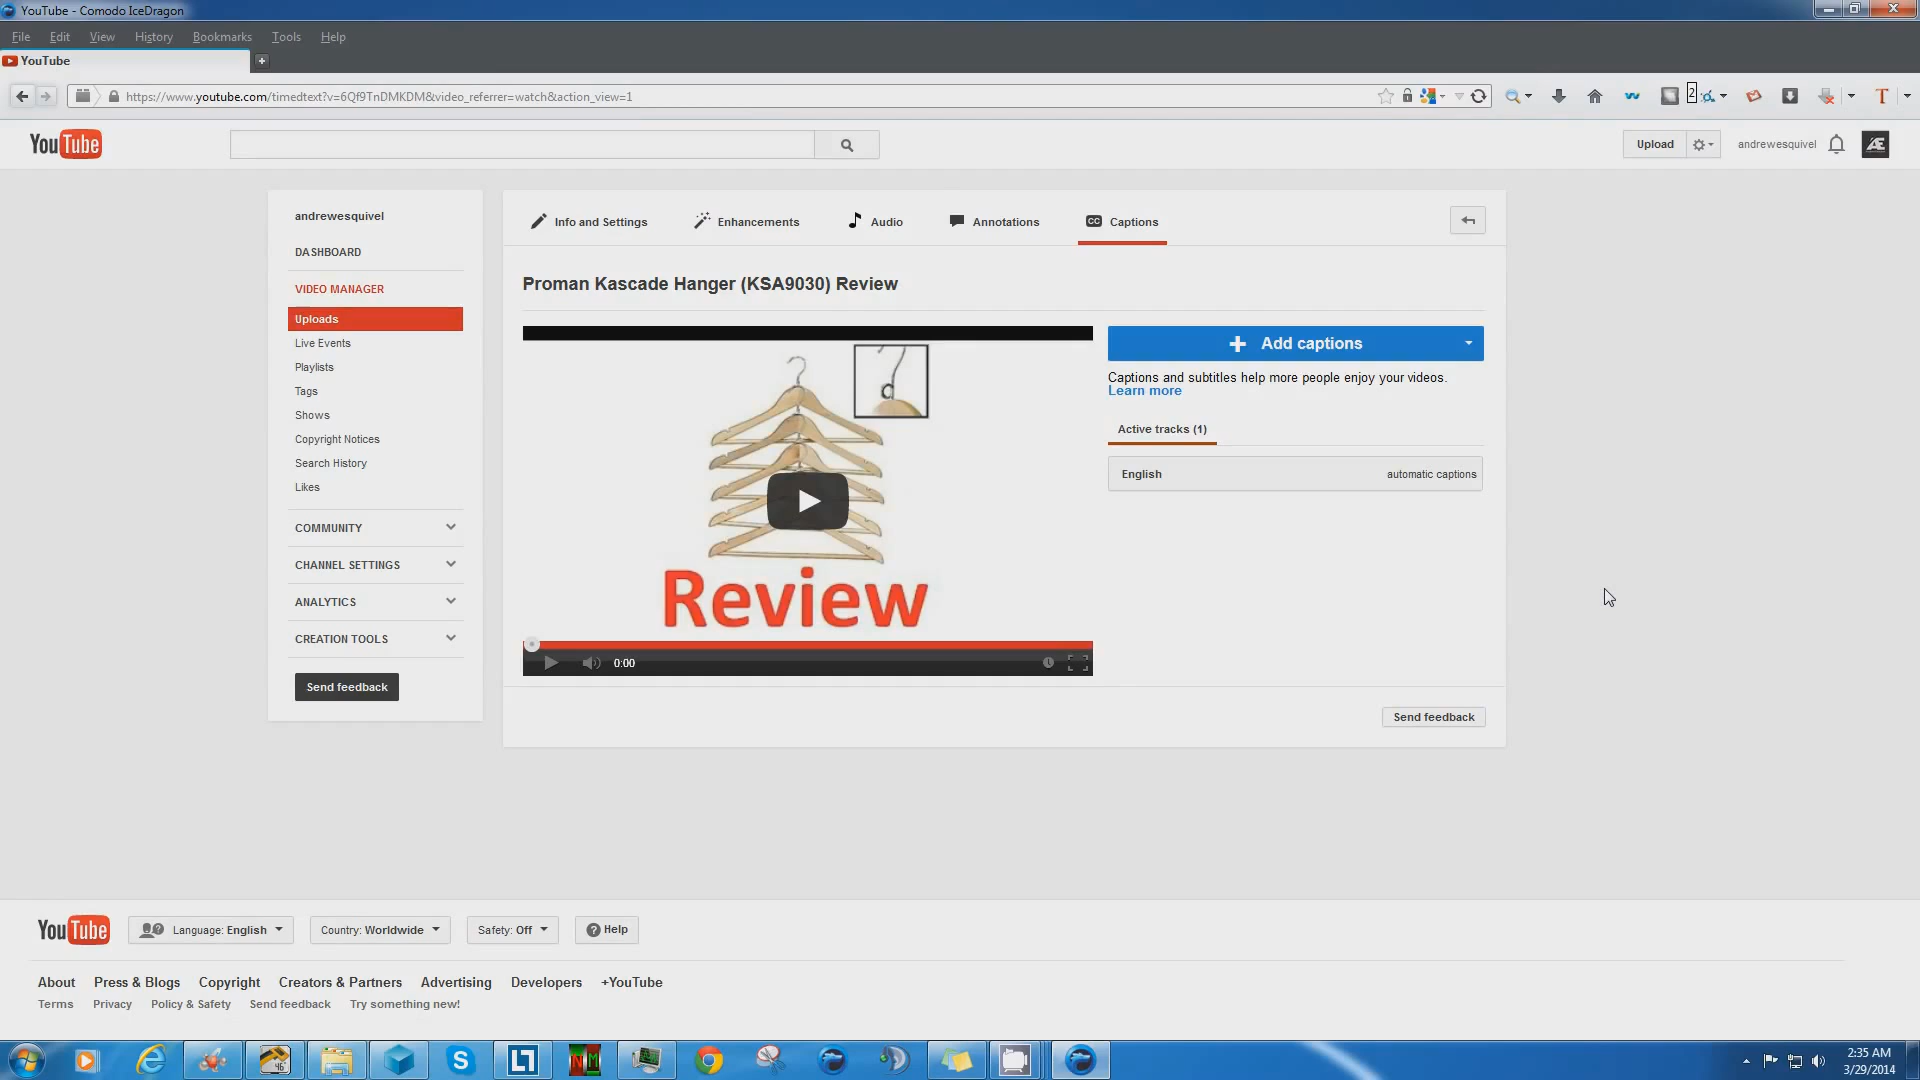 YouTube - Comodo IceDragon
File Edit View History Bookmarks Tools Help
YouTube
https://www.youtube.com/timedtext?v=6Qf9TnDMKDM&video_referrer=watch&action_view=1
2
T
YouTube
Upload
andrewesquivel
Æ
andrewesquivel
DASHBOARD
VIDEO MANAGER
Uploads
Live Events
Playlists
Tags
Shows
Copyright Notices
Search History
Likes
COMMUNITY
CHANNEL SETTINGS
ANALYTICS
CREATION TOOLS
Send feedback
Info and Settings
Enhancements
Audio
Annotations
CC Captions
Proman Kascade Hanger (KSA9030) Review
Review
0:00
Add captions
Captions and subtitles help more people enjoy your videos.
Learn more
Active tracks (1)
English automatic captions
Send feedback
YouTube
Language: English
Country: Worldwide
Safety: Off
Help
About Press & Blogs Copyright Creators & Partners Advertising Developers +YouTube
Terms Privacy Policy & Safety Send feedback Try something new!
46°
NM
2:35 AM
3/29/2014